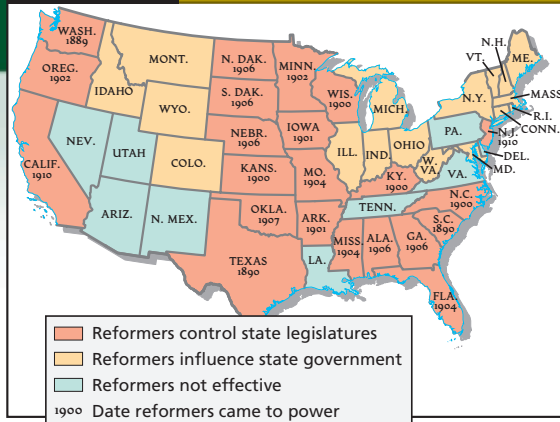 WASH.
1889
OREG.
1902
CALIF.
1910
IDAHO
NEV.
UTAH
ARIZ.
MONT.
WYO.
COLO.
N. MEX.
N. DAK.
1906
S. DAK.
1906
NEBR.
1906
KANS.
1900
OKLA.
1907
TEXAS
1890
MINN.
1902
IOWA
1901
MO.
1904
ARK.
1901
LA.
WIS.
1900
ILL.
MICH.
IND.
OHIO
KY.
1900
TENN.
MISS.
1904
ALA.
1906
GA.
1906
FLA.
1904
S.C.
1890
N.C.
1900
VA.
W.
VA.
PA.
N.Y.
VT.
N.H.
ME.
MASS.
R.I.
CONN.
N.J.
1910
DEL.
MD.
Reformers control state legislatures
Reformers influence state government
Reformers not effective
1900 Date reformers came to power